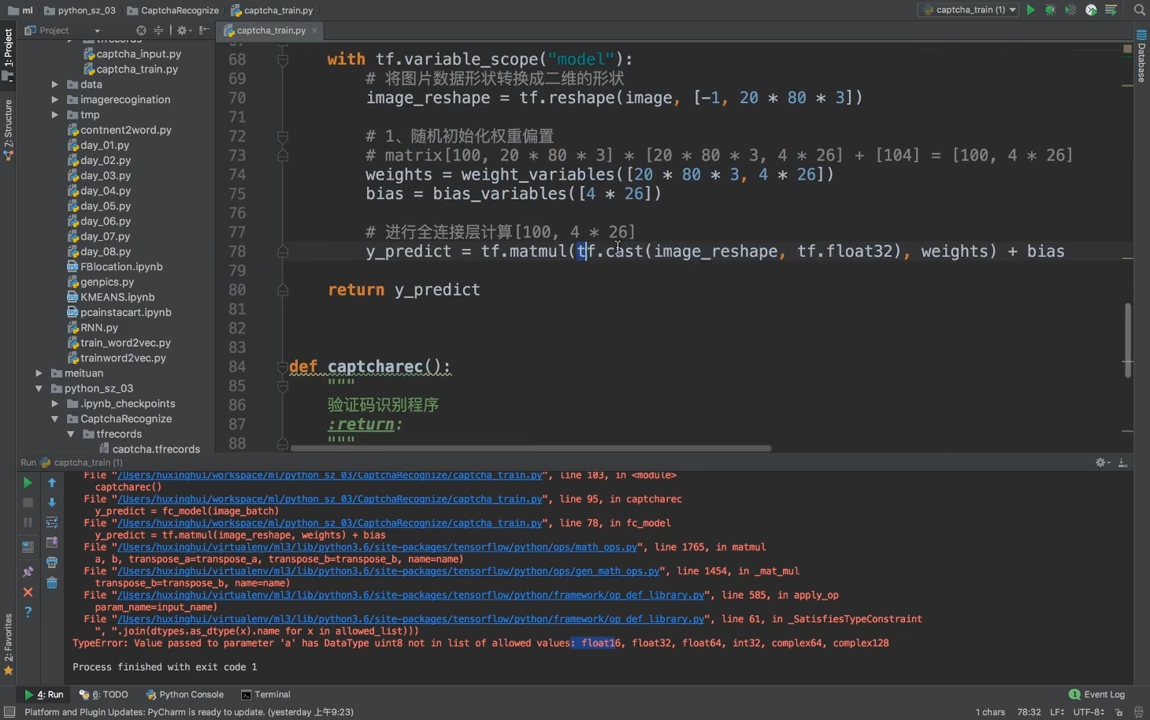 ml python_sz_03 CaptchaRecognize captcha_train.py
captcha_train (1)
Project
captcha_train.py
1: Project
Z: Structure
2: Favorites
Database
captcha_input.py
captcha_train.py
data
imagerecogination
tmp
contnent2word.py
day_01.py
day_02.py
day_03.py
day_04.py
day_05.py
day_06.py
day_07.py
day_08.py
FBlocation.ipynb
genpics.py
KMEANS.ipynb
pcainstacart.ipynb
RNN.py
train_word2vec.py
trainword2vec.py
meituan
python_sz_03
.ipynb_checkpoints
CaptchaRecognize
tfrecords
captcha.tfrecords
68 with tf.variable_scope("model"):
69 # 将图片数据形状转换成二维的形状
70 image_reshape = tf.reshape(image, [-1, 20 * 80 * 3])
71
72 # 1、随机初始化权重偏置
73 # matrix[100, 20 * 80 * 3] * [20 * 80 * 3, 4 * 26] + [104] = [100, 4 * 26]
74 weights = weight_variables([20 * 80 * 3, 4 * 26])
75 bias = bias_variables([4 * 26])
76
77 # 进行全连接层计算[100, 4 * 26]
78 y_predict = tf.matmul(tf.cast(image_reshape, tf.float32), weights) + bias
79
80 return y_predict
81
82
83
84 def captcharec():
85 """
86 验证码识别程序
87 :return:
88 """
Run captcha_train (1)
File "/Users/huxinghui/workspace/ml/python_sz_03/CaptchaRecognize/captcha_train.py", line 103, in <module>
captcharec()
File "/Users/huxinghui/workspace/ml/python_sz_03/CaptchaRecognize/captcha_train.py", line 95, in captcharec
y_predict = fc_model(image_batch)
File "/Users/huxinghui/workspace/ml/python_sz_03/CaptchaRecognize/captcha_train.py", line 78, in fc_model
y_predict = tf.matmul(image_reshape, weights) + bias
File "/Users/huxinghui/virtualenv/ml3/lib/python3.6/site-packages/tensorflow/python/ops/math_ops.py", line 1765, in matmul
a, b, transpose_a=transpose_a, transpose_b=transpose_b, name=name)
File "/Users/huxinghui/virtualenv/ml3/lib/python3.6/site-packages/tensorflow/python/ops/gen_math_ops.py", line 1454, in _mat_mul
transpose_b=transpose_b, name=name)
File "/Users/huxinghui/virtualenv/ml3/lib/python3.6/site-packages/tensorflow/python/framework/op_def_library.py", line 585, in apply_op
param_name=input_name)
File "/Users/huxinghui/virtualenv/ml3/lib/python3.6/site-packages/tensorflow/python/framework/op_def_library.py", line 61, in _SatisfiesTypeConstraint
", ".join(dtypes.as_dtype(x).name for x in allowed_list)))
TypeError: Value passed to parameter 'a' has DataType uint8 not in list of allowed values: float16, float32, float64, int32, complex64, complex128
Process finished with exit code 1
4: Run 6: TODO Python Console Terminal 1 Event Log
Platform and Plugin Updates: PyCharm is ready to update. (yesterday 上午9:23) 1 chars 78:32 LF UTF-8